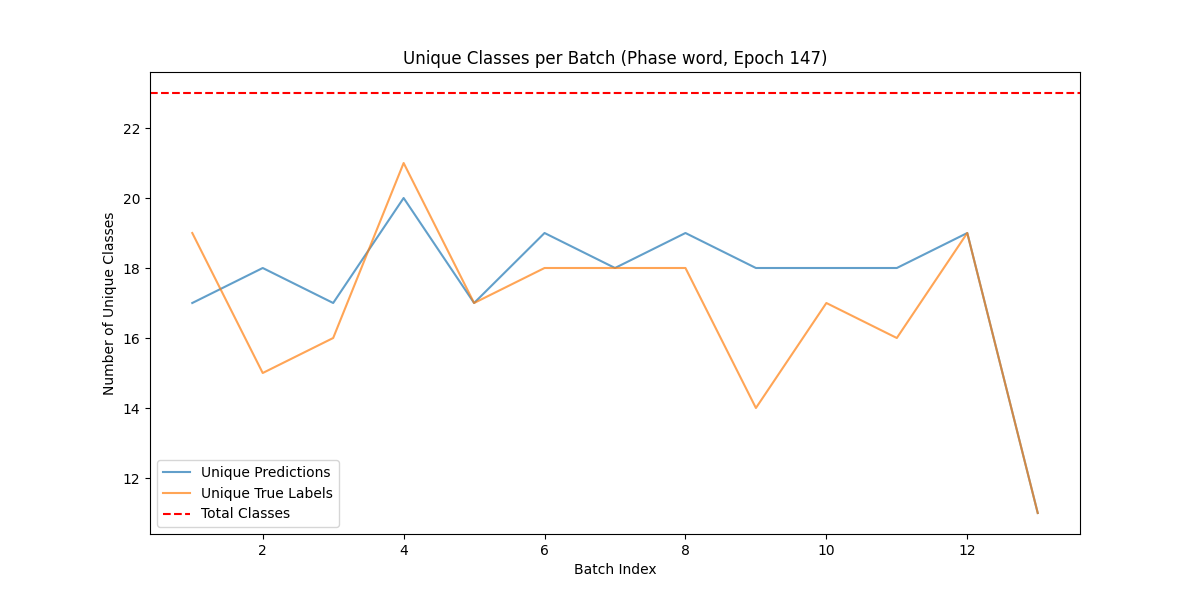 Unique Classes per Batch (Phase word, Epoch 147)
Number of Unique Classes
22
20
18
16
14
12
Unique Predictions
Unique True Labels
Total Classes
2 4 6 8 10 12
Batch Index